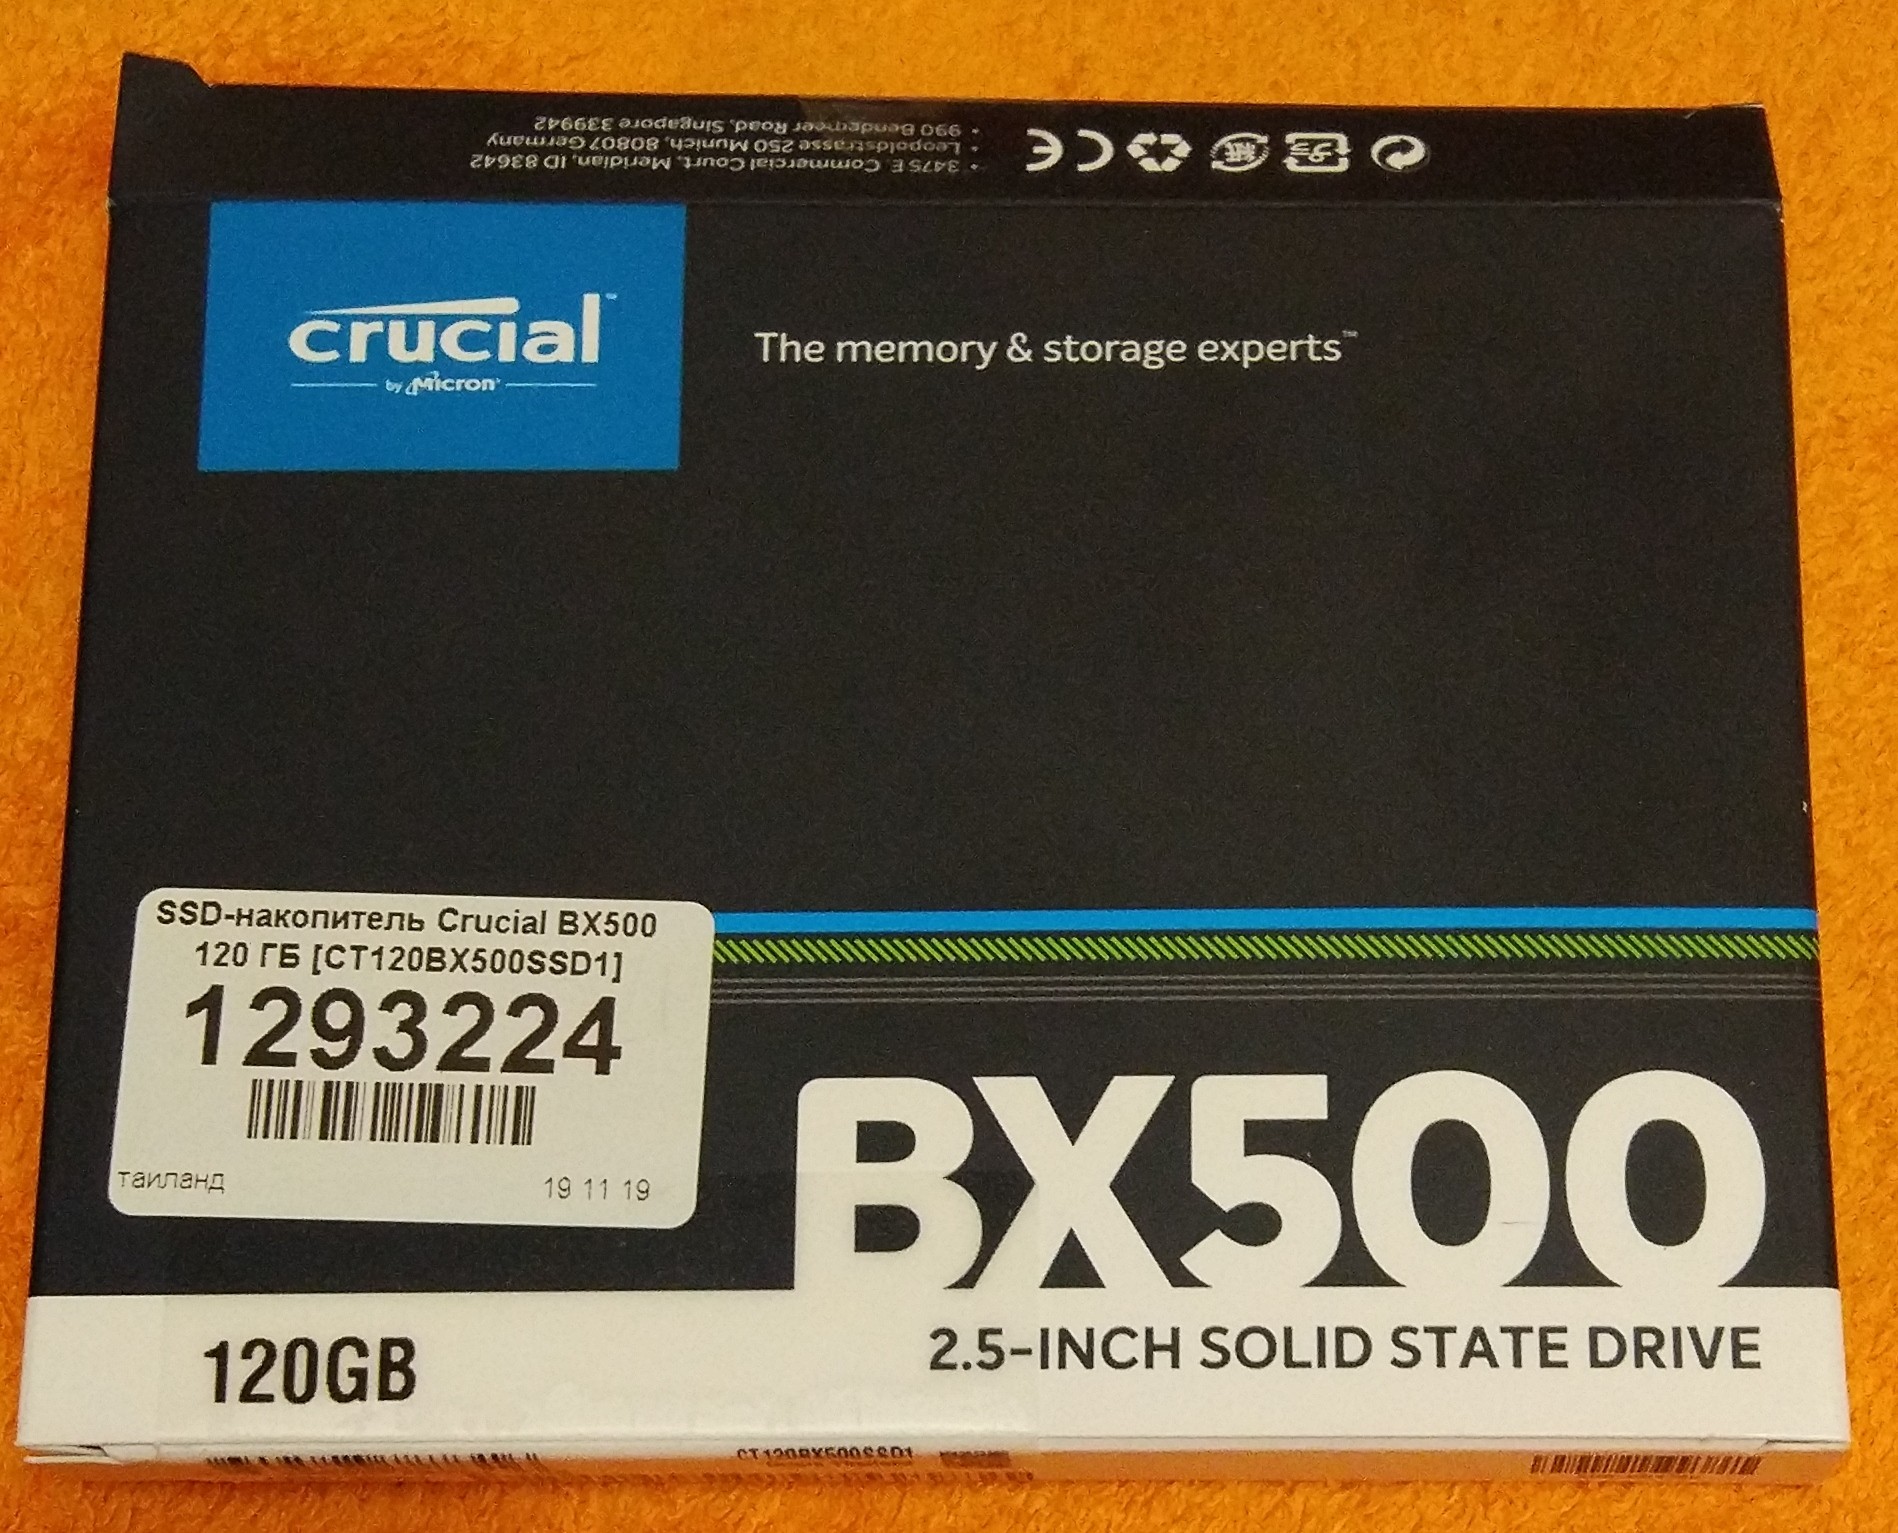 • 3475 E. Commercial Court, Meridian, ID 83642
• Leopoldstrasse 250 Munich, 80807 Germany
• 990 Bendemeer Road, Singapore 339942
crucial™
by Micron®
The memory & storage experts™
SSD-накопитель Crucial BX500
120 ГБ [CT120BX500SSD1]
1293224
таиланд
19 11 19
BX500
120GB
2.5-INCH SOLID STATE DRIVE
CT120BX500SSD1